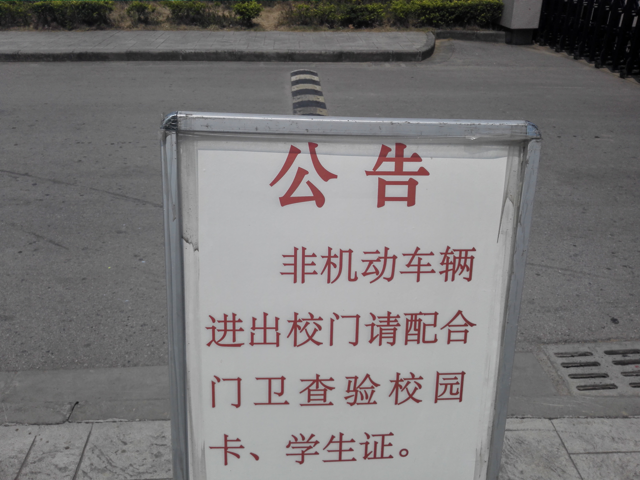 公告
非机动车辆
进出校门请配合
门卫查验校园
卡、学生证。